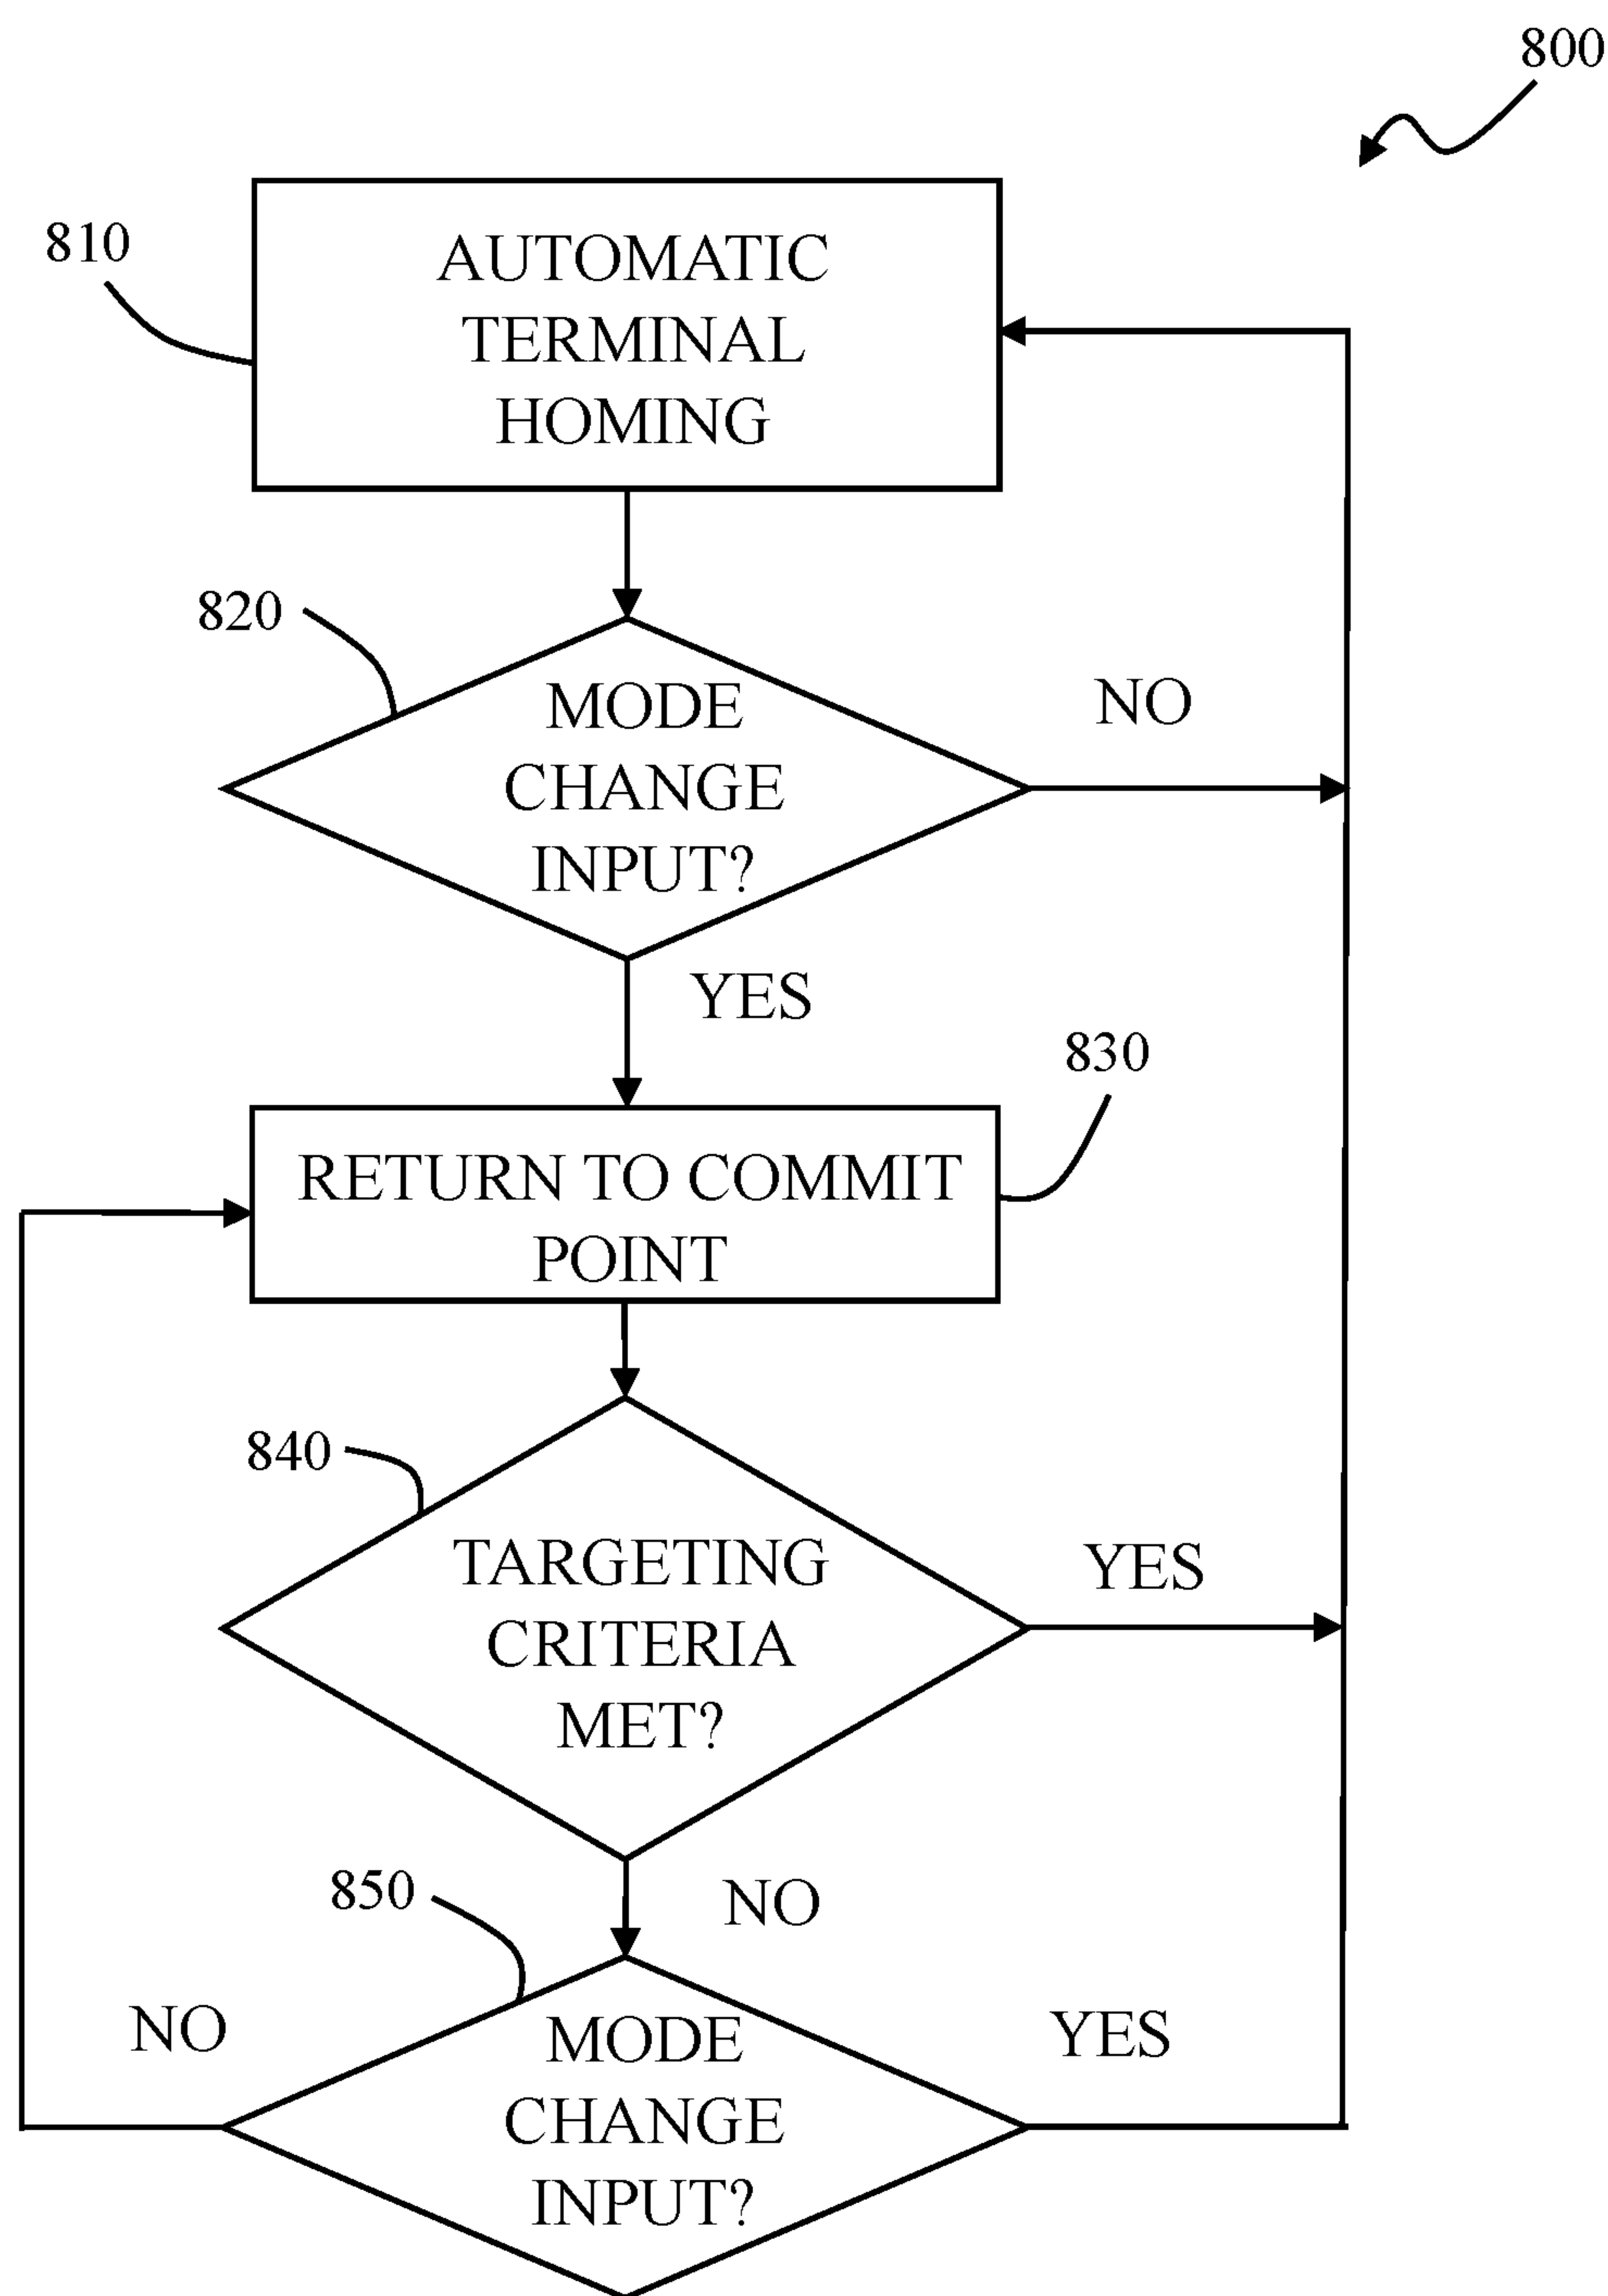 800
810
AUTOMATIC
TERMINAL
HOMING
820
MODE
CHANGE
INPUT?
NO
YES
830
RETURN TO COMMIT
POINT
840
TARGETING
CRITERIA
MET?
YES
850
NO
NO
MODE
CHANGE
INPUT?
YES